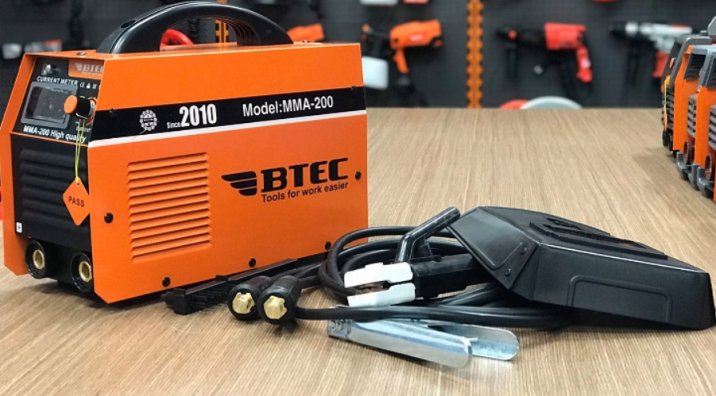 BTEC
CURRENT METER
MMA-200 High quality
PASS
Since 2010
Model:MMA-200
BTEC
Tools for work easier